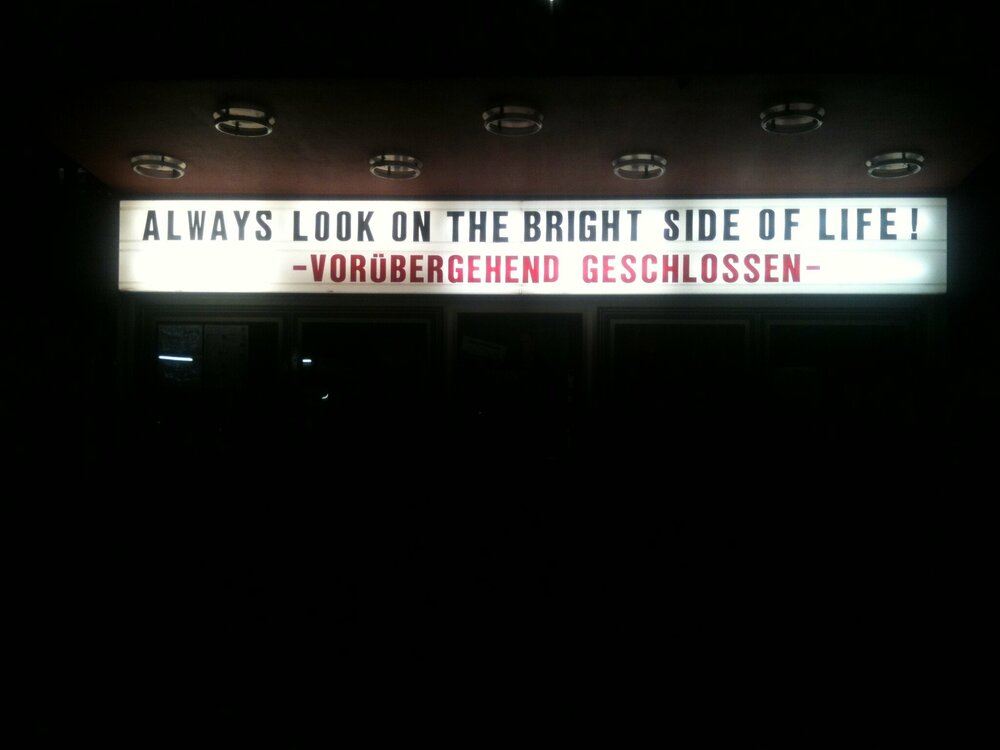 ALWAYS LOOK ON THE BRIGHT SIDE OF LIFE!
-VORÜBERGEHEND GESCHLOSSEN-